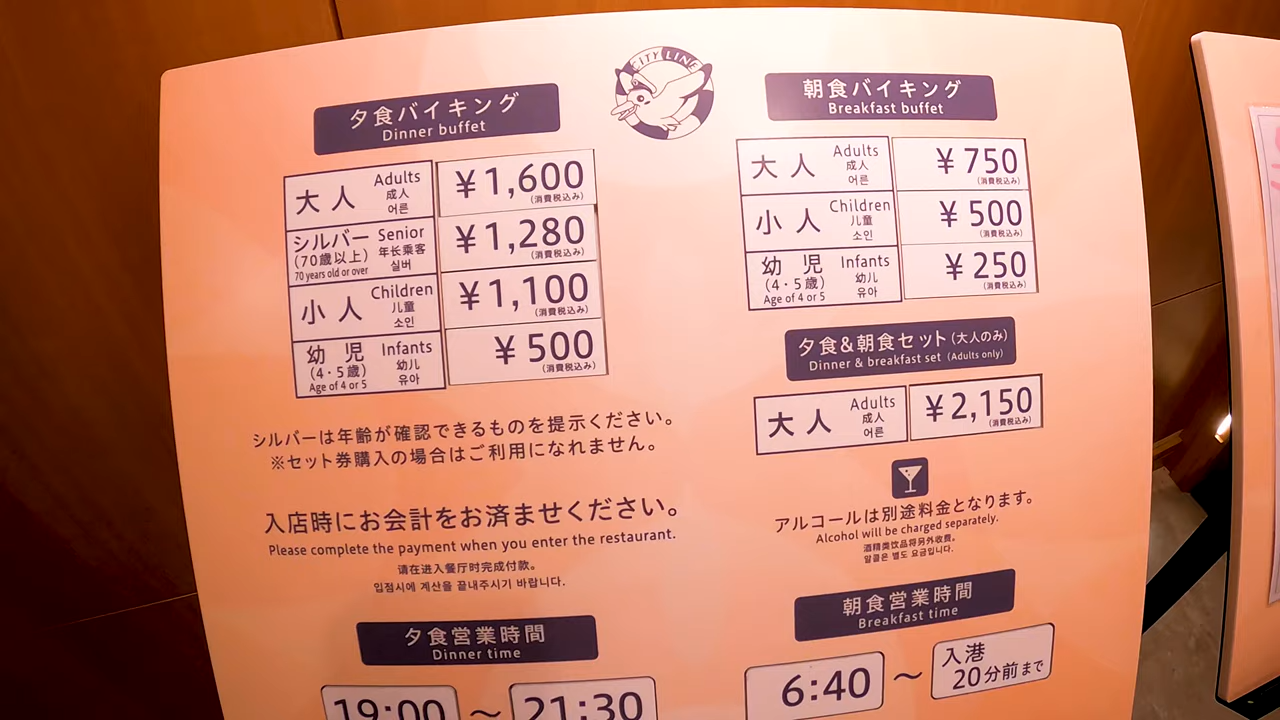 CITY LINE
夕食バイキング
Dinner buffet
大人 Adults 成人 어른 ¥1,600 (消費税込み)
シルバー (70歳以上) 70 years old or over Senior 年长乘客 실버 ¥1,280 (消費税込み)
小人 Children 儿童 소인 ¥1,100 (消費税込み)
幼児 (4・5歳) Age of 4 or 5 Infants 幼儿 유아 ¥500 (消費税込み)
シルバーは年齢が確認できるものを提示ください。
※セット券購入の場合はご利用になれません。
入店時にお会計をお済ませください。
Please complete the payment when you enter the restaurant.
请在进入餐厅时完成付款。
입점시에 계산을 끝내주시기 바랍니다.
夕食営業時間
Dinner time
19:00 ～ 21:30
朝食バイキング
Breakfast buffet
大人 Adults 成人 어른 ¥750 (消費税込み)
小人 Children 儿童 소인 ¥500 (消費税込み)
幼児 (4・5歳) Age of 4 or 5 Infants 幼儿 유아 ¥250 (消費税込み)
夕食&朝食セット(大人のみ)
Dinner & breakfast set (Adults only)
大人 Adults 成人 어른 ¥2,150 (消費税込み)
アルコールは別途料金となります。
Alcohol will be charged separately.
酒精类饮品将另外收费。
알콜은 별도 요금입니다.
朝食営業時間
Breakfast time
6:40 ～ 入港 20分前まで